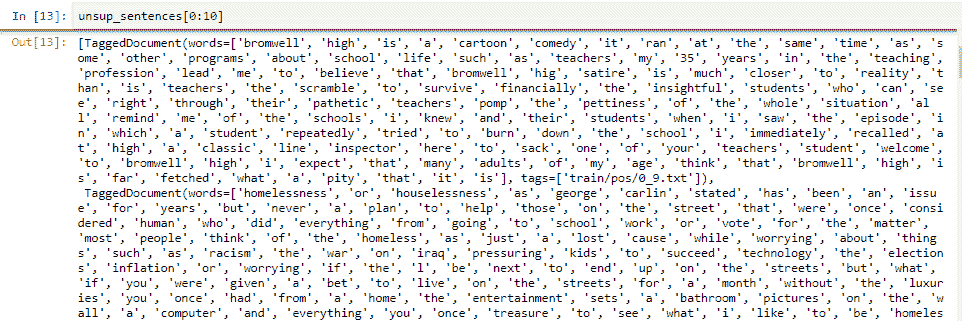 In [13]: unsup_sentences[0:10]
Out[13]: [TaggedDocument(words=['bromwell', 'high', 'is', 'a', 'cartoon', 'comedy', 'it', 'ran', 'at', 'the', 'same', 'time', 'as', 's
ome', 'other', 'programs', 'about', 'school', 'life', 'such', 'as', 'teachers', 'my', '35', 'years', 'in', 'the', 'teaching',
'profession', 'lead', 'me', 'to', 'believe', 'that', 'bromwell', 'hig', 'satire', 'is', 'much', 'closer', 'to', 'reality', 't
han', 'is', 'teachers', 'the', 'scramble', 'to', 'survive', 'financially', 'the', 'insightful', 'students', 'who', 'can', 'se
e', 'right', 'through', 'their', 'pathetic', 'teachers', 'pomp', 'the', 'pettiness', 'of', 'the', 'whole', 'situation', 'al
l', 'remind', 'me', 'of', 'the', 'schools', 'i', 'knew', 'and', 'their', 'students', 'when', 'i', 'saw', 'the', 'episode', 'i
n', 'which', 'a', 'student', 'repeatedly', 'tried', 'to', 'burn', 'down', 'the', 'school', 'i', 'immediately', 'recalled', 'a
t', 'high', 'a', 'classic', 'line', 'inspector', 'here', 'to', 'sack', 'one', 'of', 'your', 'teachers', 'student', 'welcome',
'to', 'bromwell', 'high', 'i', 'expect', 'that', 'many', 'adults', 'of', 'my', 'age', 'think', 'that', 'bromwell', 'high', 'i
s', 'far', 'fetched', 'what', 'a', 'pity', 'that', 'it', 'is'], tags=['train/pos/0_9.txt']),
TaggedDocument(words=['homelessness', 'or', 'houselessness', 'as', 'george', 'carlin', 'stated', 'has', 'been', 'an', 'issu
e', 'for', 'years', 'but', 'never', 'a', 'plan', 'to', 'help', 'those', 'on', 'the', 'street', 'that', 'were', 'once', 'consi
dered', 'human', 'who', 'did', 'everything', 'from', 'going', 'to', 'school', 'work', 'or', 'vote', 'for', 'the', 'matter',
'most', 'people', 'think', 'of', 'the', 'homeless', 'as', 'just', 'a', 'lost', 'cause', 'while', 'worrying', 'about', 'thing
s', 'such', 'as', 'racism', 'the', 'war', 'on', 'iraq', 'pressuring', 'kids', 'to', 'succeed', 'technology', 'the', 'election
s', 'inflation', 'or', 'worrying', 'if', 'the', 'l', 'be', 'next', 'to', 'end', 'up', 'on', 'the', 'streets', 'but', 'what',
'if', 'you', 'were', 'given', 'a', 'bet', 'to', 'live', 'on', 'the', 'streets', 'for', 'a', 'month', 'without', 'the', 'luxur
ies', 'you', 'once', 'had', 'from', 'a', 'home', 'the', 'entertainment', 'sets', 'a', 'bathroom', 'pictures', 'on', 'the', 'w
all', 'a', 'computer', 'and', 'everything', 'you', 'once', 'treasure', 'to', 'see', 'what', 'i', 'like', 'to', 'be', 'homeles